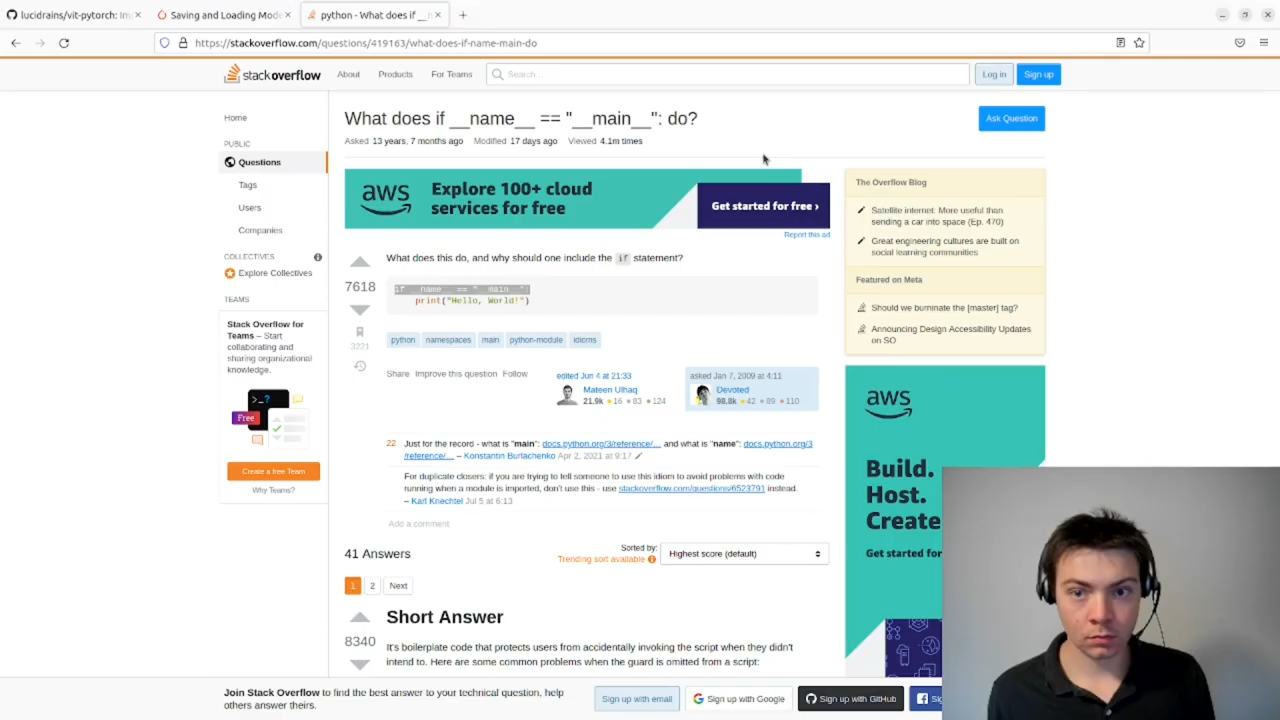 lucidrains/vit-pytorch: Im
Saving and Loading Mode
python - What does if __n
https://stackoverflow.com/questions/419163/what-does-if-name-main-do
stackoverflow
About
Products
For Teams
Search…
Log in
Sign up
Home
PUBLIC
Questions
Tags
Users
Companies
COLLECTIVES
Explore Collectives
TEAMS
Stack Overflow for
Teams – Start
collaborating and
sharing organizational
knowledge.
>_?
Free
Create a free Team
Why Teams?
What does if __name__ == "__main__": do?
Ask Question
Asked 13 years, 7 months ago Modified 17 days ago Viewed 4.1m times
aws
Explore 100+ cloud
services for free
Get started for free ›
Report this ad
What does this do, and why should one include the if statement?
7618
if __name__ == "__main__":
print("Hello, World!")
3221
python
namespaces
main
python-module
idioms
Share Improve this question Follow
edited Jun 4 at 21:33
Mateen Ulhaq
21.9k 16 83 124
asked Jan 7, 2009 at 4:11
Devoted
98.8k 42 89 110
22 Just for the record - what is "main": docs.python.org/3/reference/… and what is "name": docs.python.org/3
/reference/… – Konstantin Burlachenko Apr 2, 2021 at 9:17
For duplicate closers: if you are trying to tell someone to use this idiom to avoid problems with code
running when a module is imported, don't use this - use stackoverflow.com/questions/6523791 instead.
– Karl Knechtel Jul 5 at 6:13
Add a comment
41 Answers
Sorted by:
Trending sort available
Highest score (default)
1
2
Next
8340
Short Answer
It's boilerplate code that protects users from accidentally invoking the script when they didn't
intend to. Here are some common problems when the guard is omitted from a script:
The Overflow Blog
Satellite internet: More useful than
sending a car into space (Ep. 470)
Great engineering cultures are built on
social learning communities
Featured on Meta
Should we burninate the [master] tag?
Announcing Design Accessibility Updates
on SO
aws
Build.
Host.
Create
Get started for
Join Stack Overflow to find the best answer to your technical question, help
others answer theirs.
Sign up with email
Sign up with Google
Sign up with GitHub
Sig